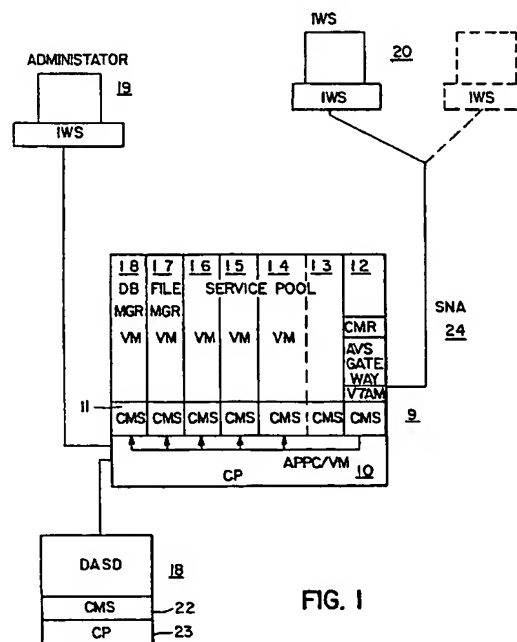 IWS
20
ADMINISTATOR
19
IWS
IWS
IWS
18 17 16 15 14 13 12
DB FILE SERVICE POOL
MGR MGR
VM VM VM VM VM
CMR
AVS
GATE
WAY
VTAM
SNA
24
11
CMS CMS CMS CMS CMS CMS CMS
9
APPC/VM
CP
10
DASD
18
CMS
22
CP
23
FIG. 1